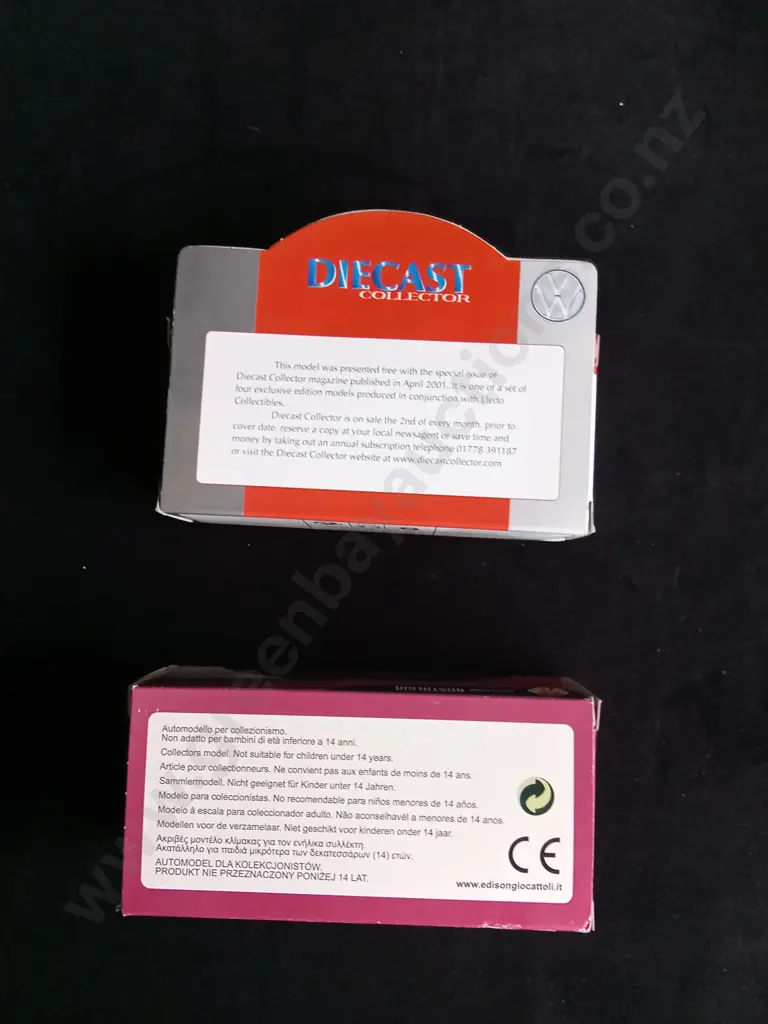 DIECAST
COLLECTOR
This model was presented free with the special issue of
Diecast Collector magazine published in April 2001. It is one of a set of
four exclusive edition models produced in conjunction with Lledo
Collectibles.
Diecast Collector is on sale the 2nd of every month, prior to
cover date, reserve a copy at your local newsagent or save time and
money by taking out an annual subscription telephone 01778 391187
or visit the Diecast Collector website at www.diecastcollector.com
NOSTALGIA
Automodello per collezionismo.
Non adatto per bambini di età inferiore a 14 anni.
Collectors model. Not suitable for children under 14 years.
Article pour collectionneurs. Ne convient pas aux enfants de moins de 14 ans.
Sammlermodell. Nicht geeignet für Kinder unter 14 Jahren.
Modelo para coleccionistas. No recomendable para niños menores de 14 años.
Modelo à escala para coleccionador adulto. Não aconselhavél a menores de 14 anos.
Modellen voor de verzamelaar. Niet geschikt voor kinderen onder 14 jaar.
Ακριβές μοντέλο κλίμακας για τον ενήλικα συλλέκτη.
Ακατάλληλο για παιδιά μικρότερα των δεκατεσσάρων (14) ετών.
AUTOMODEL DLA KOLEKCJONISTÓW.
PRODUKT NIE PRZEZNACZONY PONIŻEJ 14 LAT.
CE
www.edisongiocattoli.it